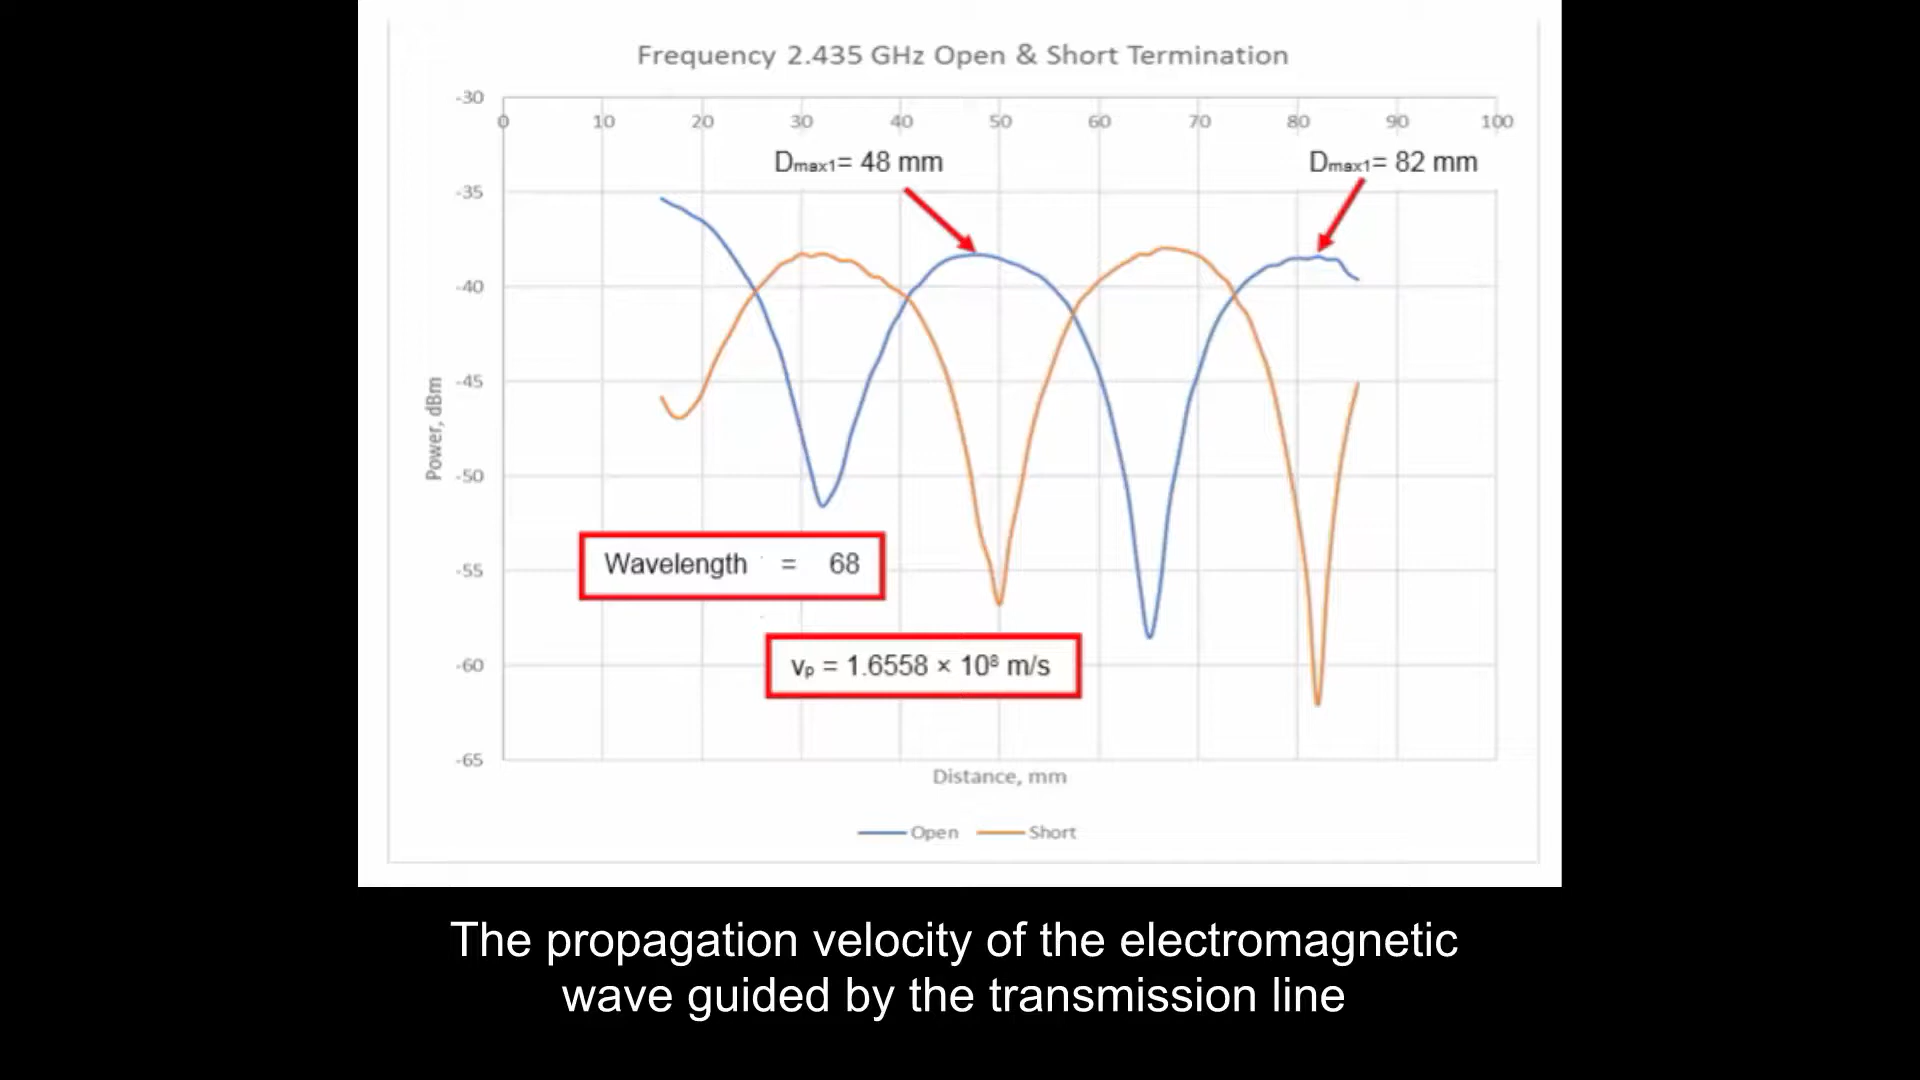 Frequency 2.435 GHz Open & Short Termination
-30
0 10 20 30 40 50 60 70 80 90 100
Dmax1= 48 mm
Dmax1= 82 mm
-35
-40
-45
-50
-55
-60
-65
Power, dBm
Wavelength = 68
vₚ = 1.6558 × 10⁸ m/s
Distance, mm
Open Short
The propagation velocity of the electromagnetic
wave guided by the transmission line